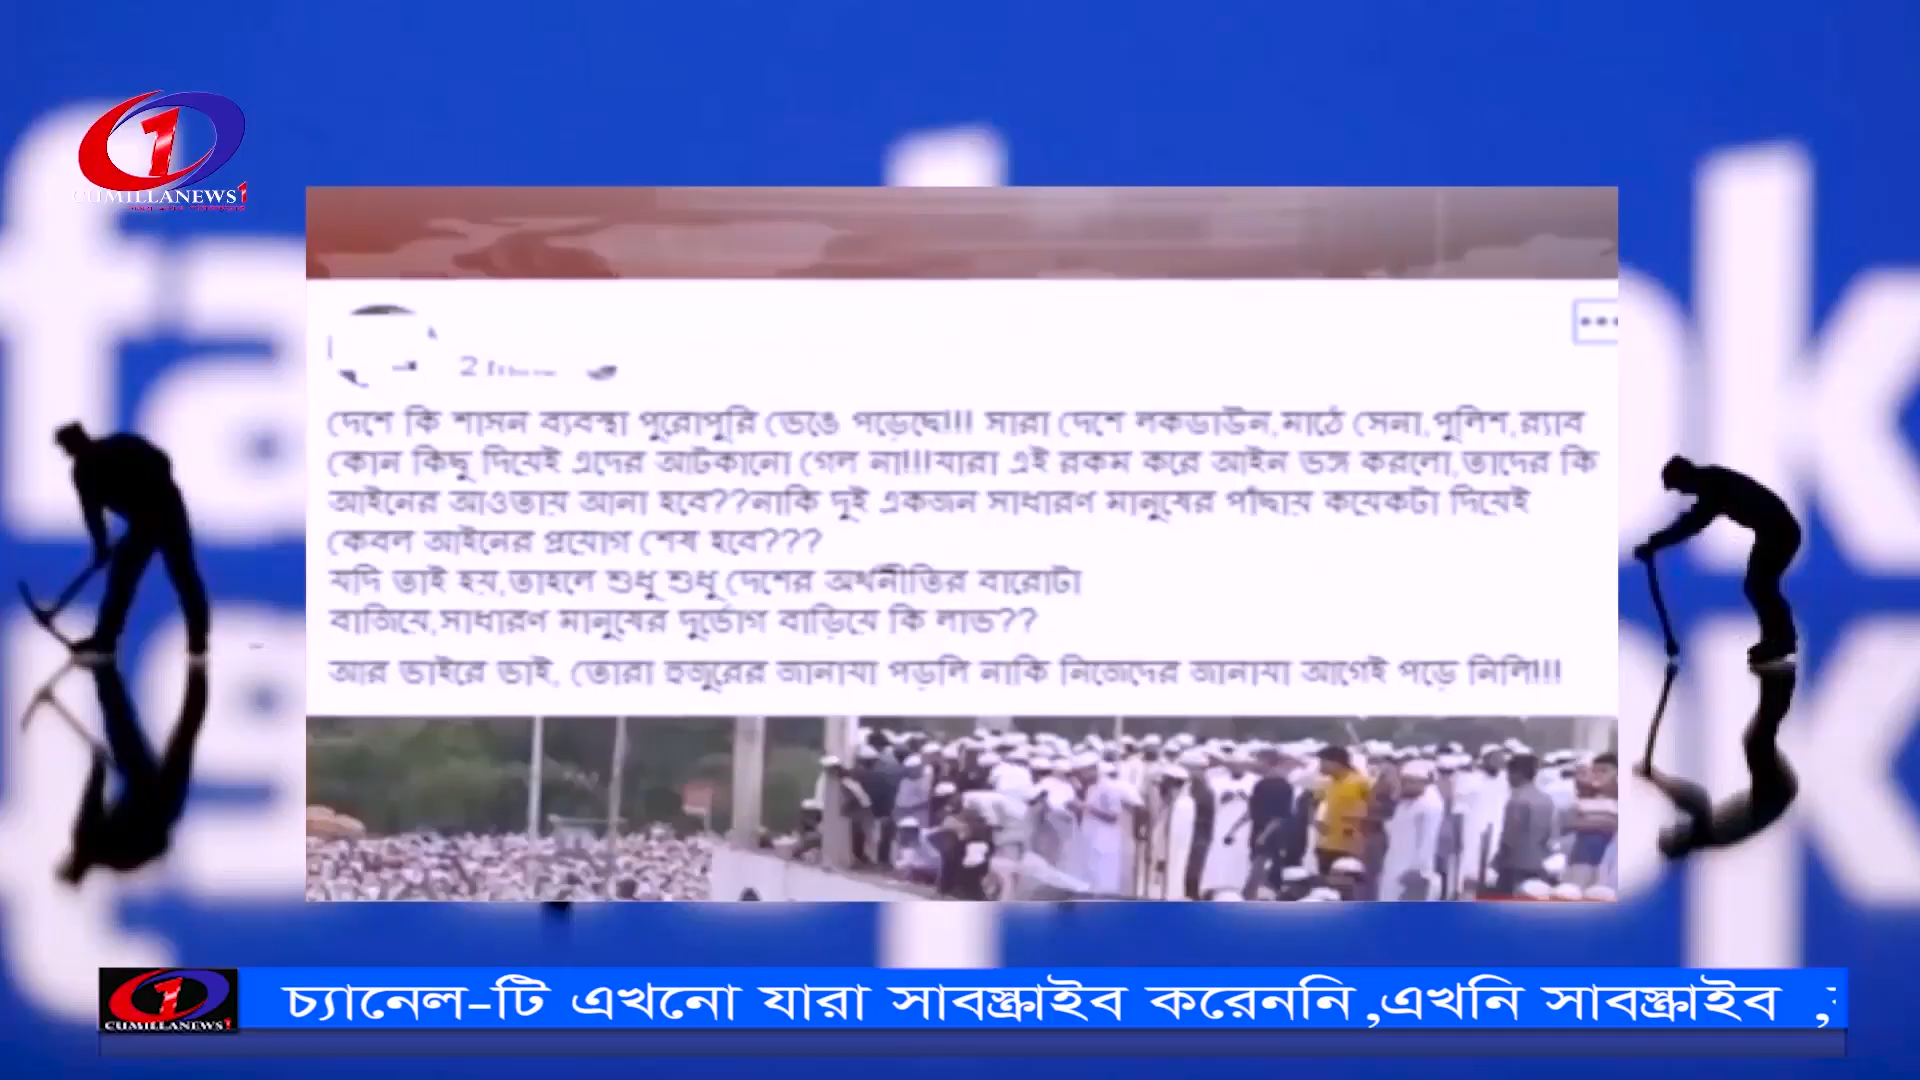 1
CUMILLANEWS1
দেশে কি শাসন ব্যবস্থা পুরোপুরি ভেঙে পড়েছে!!! সারা দেশে লকডাউন,মাঠে সেনা,পুলিশ,র‍্যাব
কোন কিছু দিয়েই এদের আটকানো গেল না!!!যারা এই রকম করে আইন ভঙ্গ করলো,তাদের কি
আইনের আওতায় আনা হবে??নাকি দুই একজন সাধারণ মানুষের পাঁছায় কয়েকটা দিয়েই
কেবল আইনের প্রয়োগ শেষ হবে???
যদি তাই হয়,তাহলে শুধু শুধু দেশের অর্থনীতির বারোটা
বাজিয়ে,সাধারণ মানুষের দুর্ভোগ বাড়িয়ে কি লাভ??
আর ভাইরে ভাই, তোরা হুজুরের জানাযা পড়লি নাকি নিজেদের জানাযা আগেই পড়ে নিলি!!!
1
CUMILLANEWS1
চ্যানেল-টি এখনো যারা সাবস্ক্রাইব করেননি ,এখনি সাবস্ক্রাইব ,